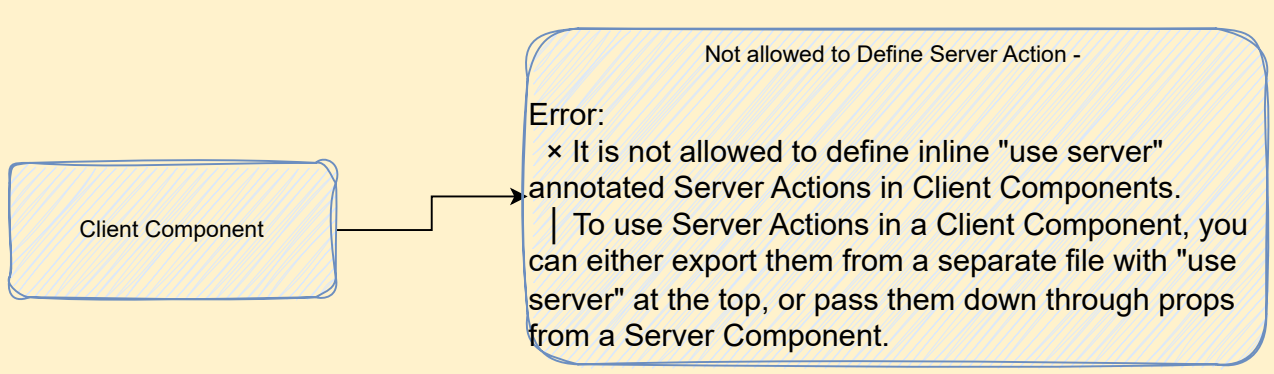 Not allowed to Define Server Action -
Error:
× It is not allowed to define inline "use server"
annotated Server Actions in Client Components.
│ To use Server Actions in a Client Component, you
can either export them from a separate file with "use
server" at the top, or pass them down through props
from a Server Component.
Client Component